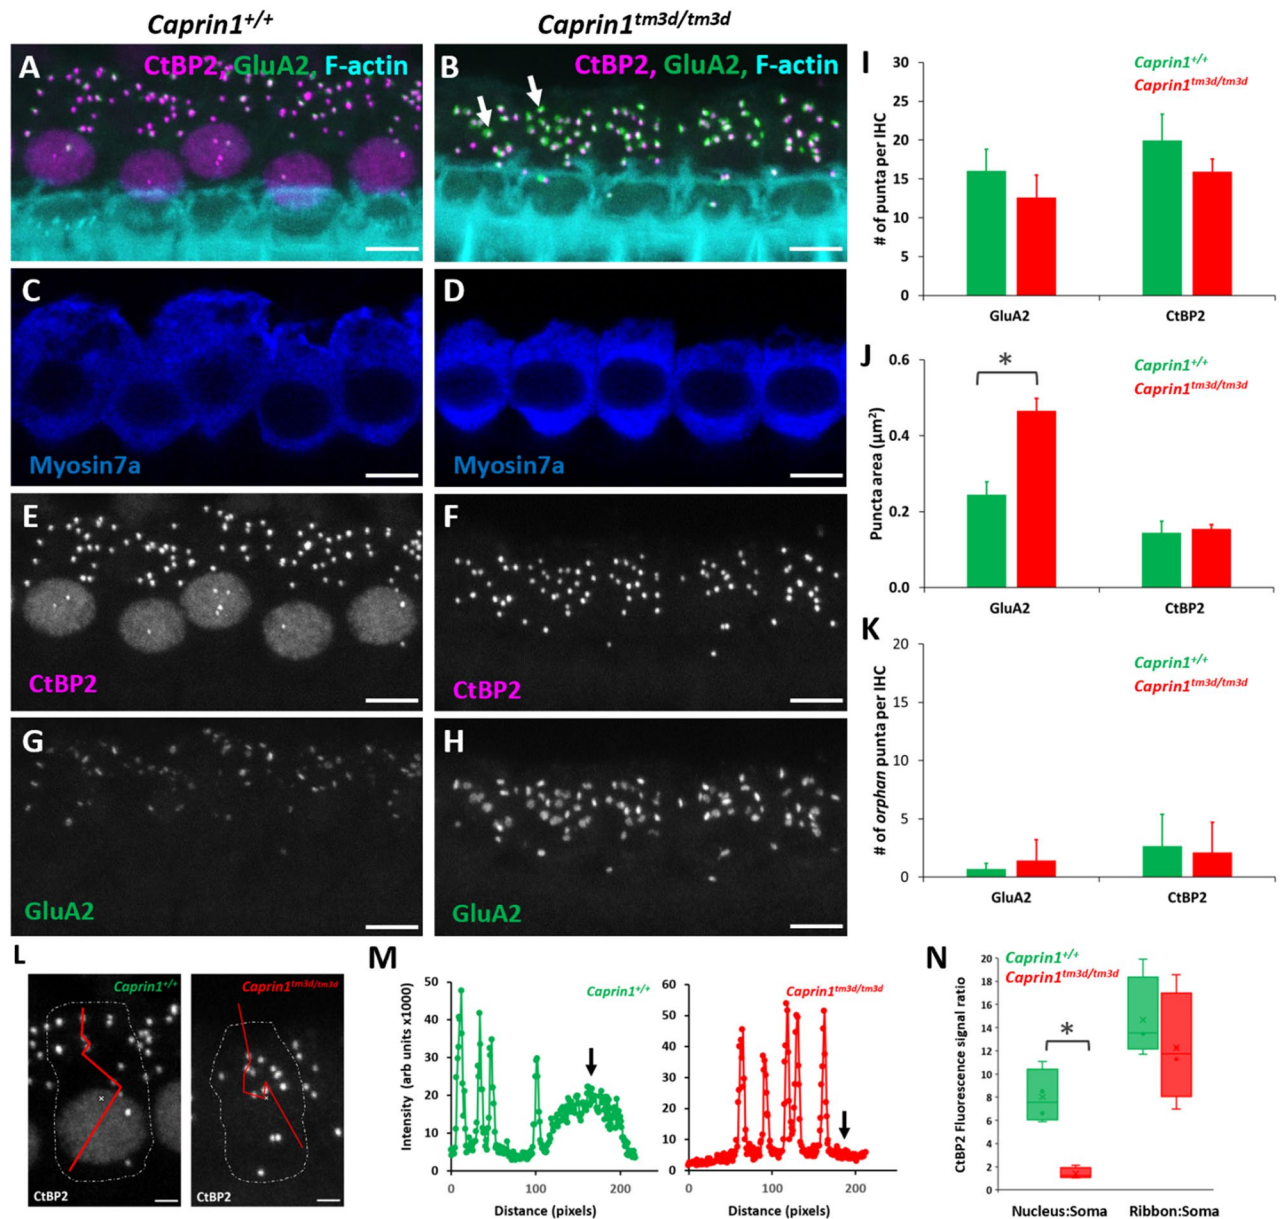 Caprin1+/+
Caprin1tm3d/tm3d
A
CtBP2, GluA2, F-actin
B
CtBP2, GluA2, F-actin
C
Myosin7a
D
Myosin7a
E
CtBP2
F
CtBP2
G
GluA2
H
GluA2
I
30
25
20
15
10
5
0
# of punta per IHC
Caprin1+/+
Caprin1tm3d/tm3d
GluA2
CtBP2
J
0.6
0.4
0.2
0.0
Puncta area (µm2)
*
Caprin1+/+
Caprin1tm3d/tm3d
GluA2
CtBP2
K
20
15
10
5
0
# of orphan punta per IHC
Caprin1+/+
Caprin1tm3d/tm3d
GluA2
CtBP2
L
Caprin1+/+
CtBP2
Caprin1tm3d/tm3d
CtBP2
M
50
40
30
20
10
0
Intensity (arb units x1000)
Caprin1+/+
0
100
200
Distance (pixels)
60
50
40
30
20
10
0
Caprin1tm3d/tm3d
0
100
200
Distance (pixels)
N
Caprin1+/+
Caprin1tm3d/tm3d
20
18
16
14
12
10
8
6
4
2
0
CtBP2 Fluorescence signal ratio
*
Nucleus:Soma
Ribbon:Soma